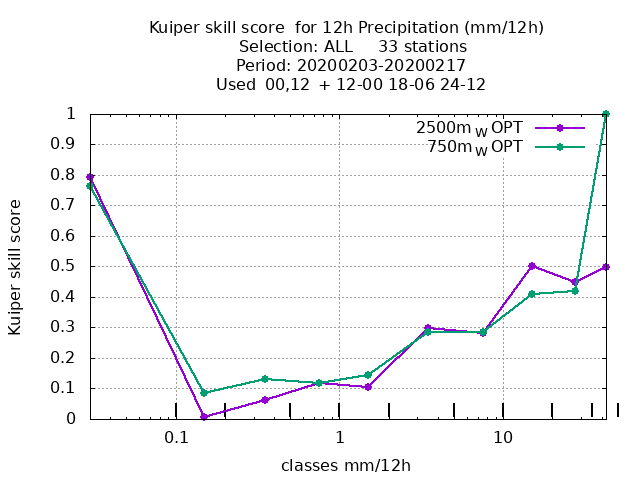 Kuiper skill score  for 12h Precipitation (mm/12h)
Selection: ALL     33 stations
Period: 20200203-20200217
Used  00,12  + 12-00 18-06 24-12
2500m W OPT
750m W OPT
1
0.9
0.8
0.7
0.6
0.5
0.4
0.3
0.2
0.1
0
Kuiper skill score
0.1 1 10
classes mm/12h